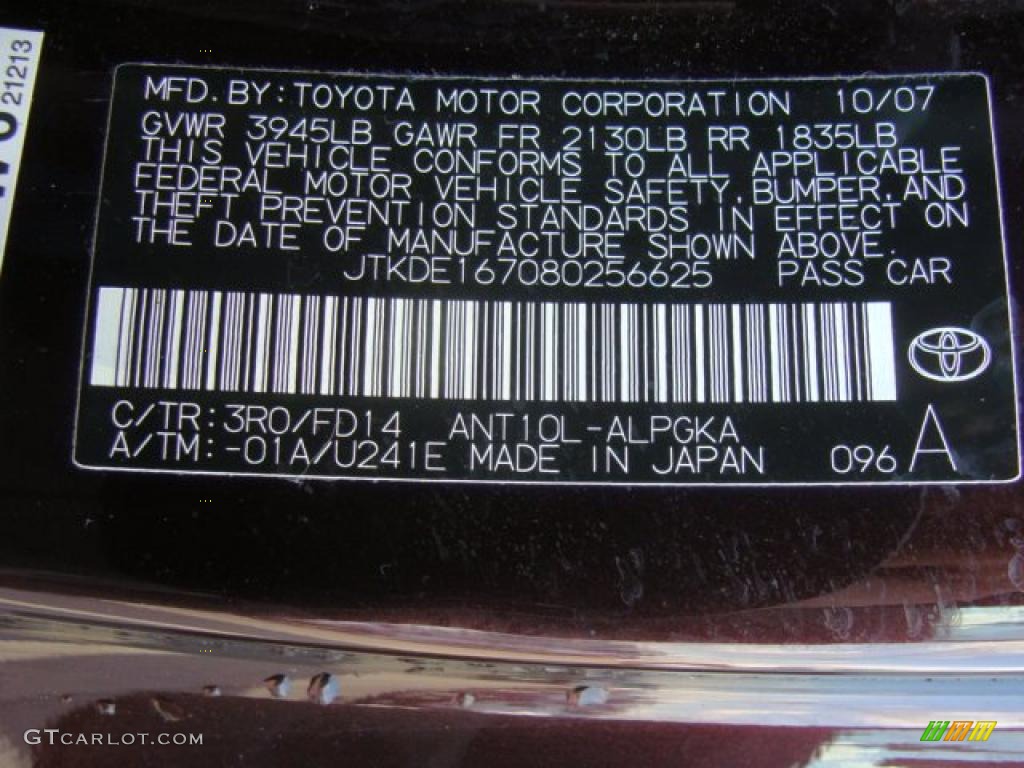 21213
MFD. BY: TOYOTA MOTOR CORPORATION 10/07
GVWR 3945LB GAWR FR 2130LB RR 1835LB
THIS VEHICLE CONFORMS TO ALL APPLICABLE
FEDERAL MOTOR VEHICLE SAFETY, BUMPER, AND
THEFT PREVENTION STANDARDS IN EFFECT ON
THE DATE OF MANUFACTURE SHOWN ABOVE.
JTKDE167080256625 PASS CAR
C/TR: 3R0/FD14 ANT10L-ALPGKA
A/TM: -01A/U241E MADE IN JAPAN 096 A
GTCARLOT.COM